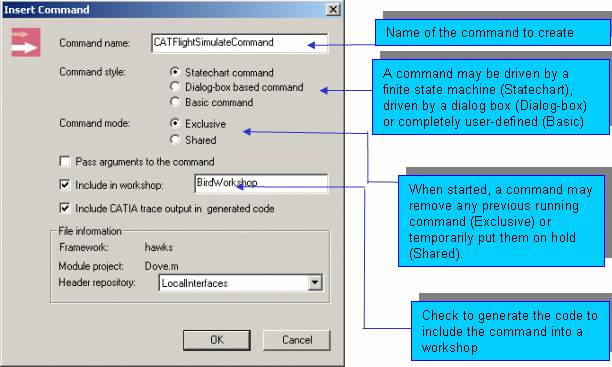 Insert Command
Command name:
CATFlightSimulateCommand
Command style:
Statechart command
Dialog-box based command
Basic command
Command mode:
Exclusive
Shared
Pass arguments to the command
Include in workshop:
BirdWorkshop
Include CATIA trace output in generated code
File information
Framework:
hawks
Module project:
Dove.m
Header repository:
LocalInterfaces
OK
Cancel
Name of the command to create
A command may be driven by a
finite state machine (Statechart),
driven by a dialog box (Dialog-box)
or completely user-defined (Basic)
When started, a command may
remove any previous running
command (Exclusive) or
temporarily put them on hold
(Shared).
Check to generate the code to
include the command into a
workshop